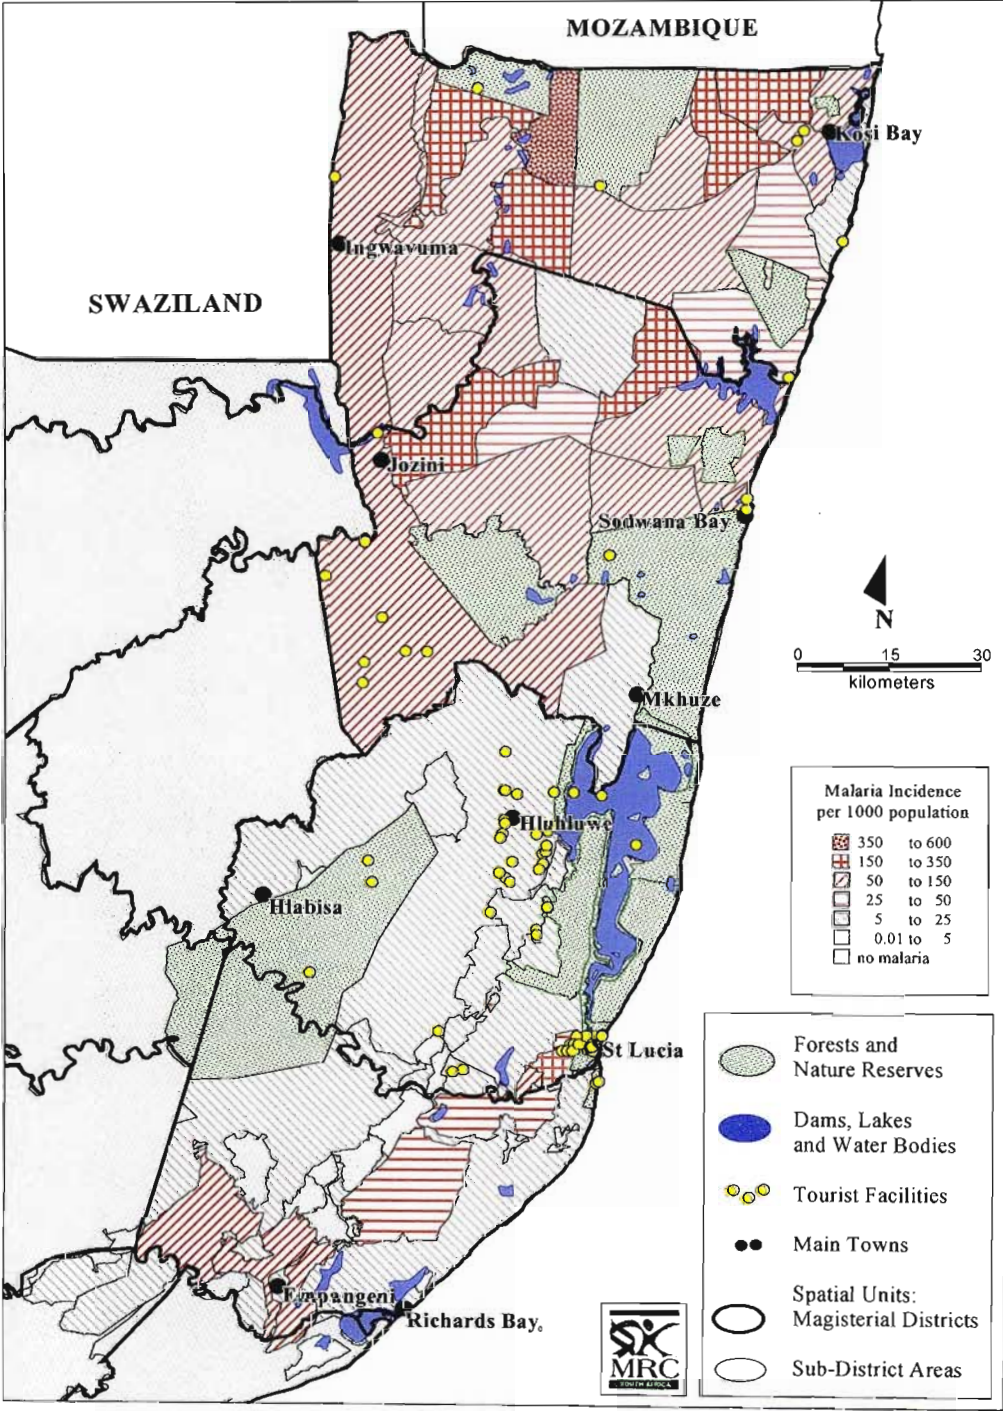 MOZAMBIQUE
Kosi Bay
Ingwavuma
SWAZILAND
Jozini
Sodwana Bay
N
0 15 30
kilometers
Mkhuze
Malaria Incidence
per 1000 population
350 to 600
150 to 350
50 to 150
25 to 50
5 to 25
0.01 to 5
no malaria
Hluhluwe
Hlabisa
St Lucia
Forests and
Nature Reserves
Dams, Lakes
and Water Bodies
Tourist Facilities
Main Towns
Spatial Units:
Magisterial Districts
Sub-District Areas
Empangeni
Richards Bay
MRC
SOUTH AFRICA